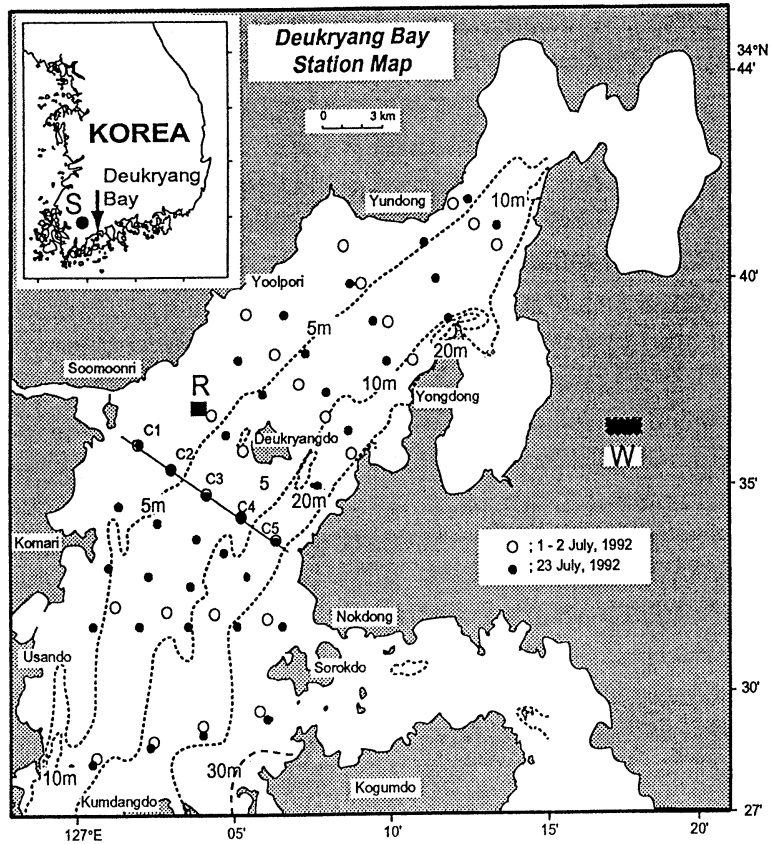 Deukryang Bay
Station Map
0 3 km
KOREA
Deukryang
Bay
S
34°N
44'
40'
35'
30'
27'
Yundong
10m
Yoolpori
5m
20m
Soomoonri
10m
Yongdong
R
Deukryangdo
W
C1
C2
C3
C4
C5
5
20m
5m
Komari
○ ; 1 - 2 July, 1992
● ; 23 July, 1992
Nokdong
Usando
Sorokdo
10m
30m
Kumdangdo
Kogumdo
127°E
05'
10'
15'
20'